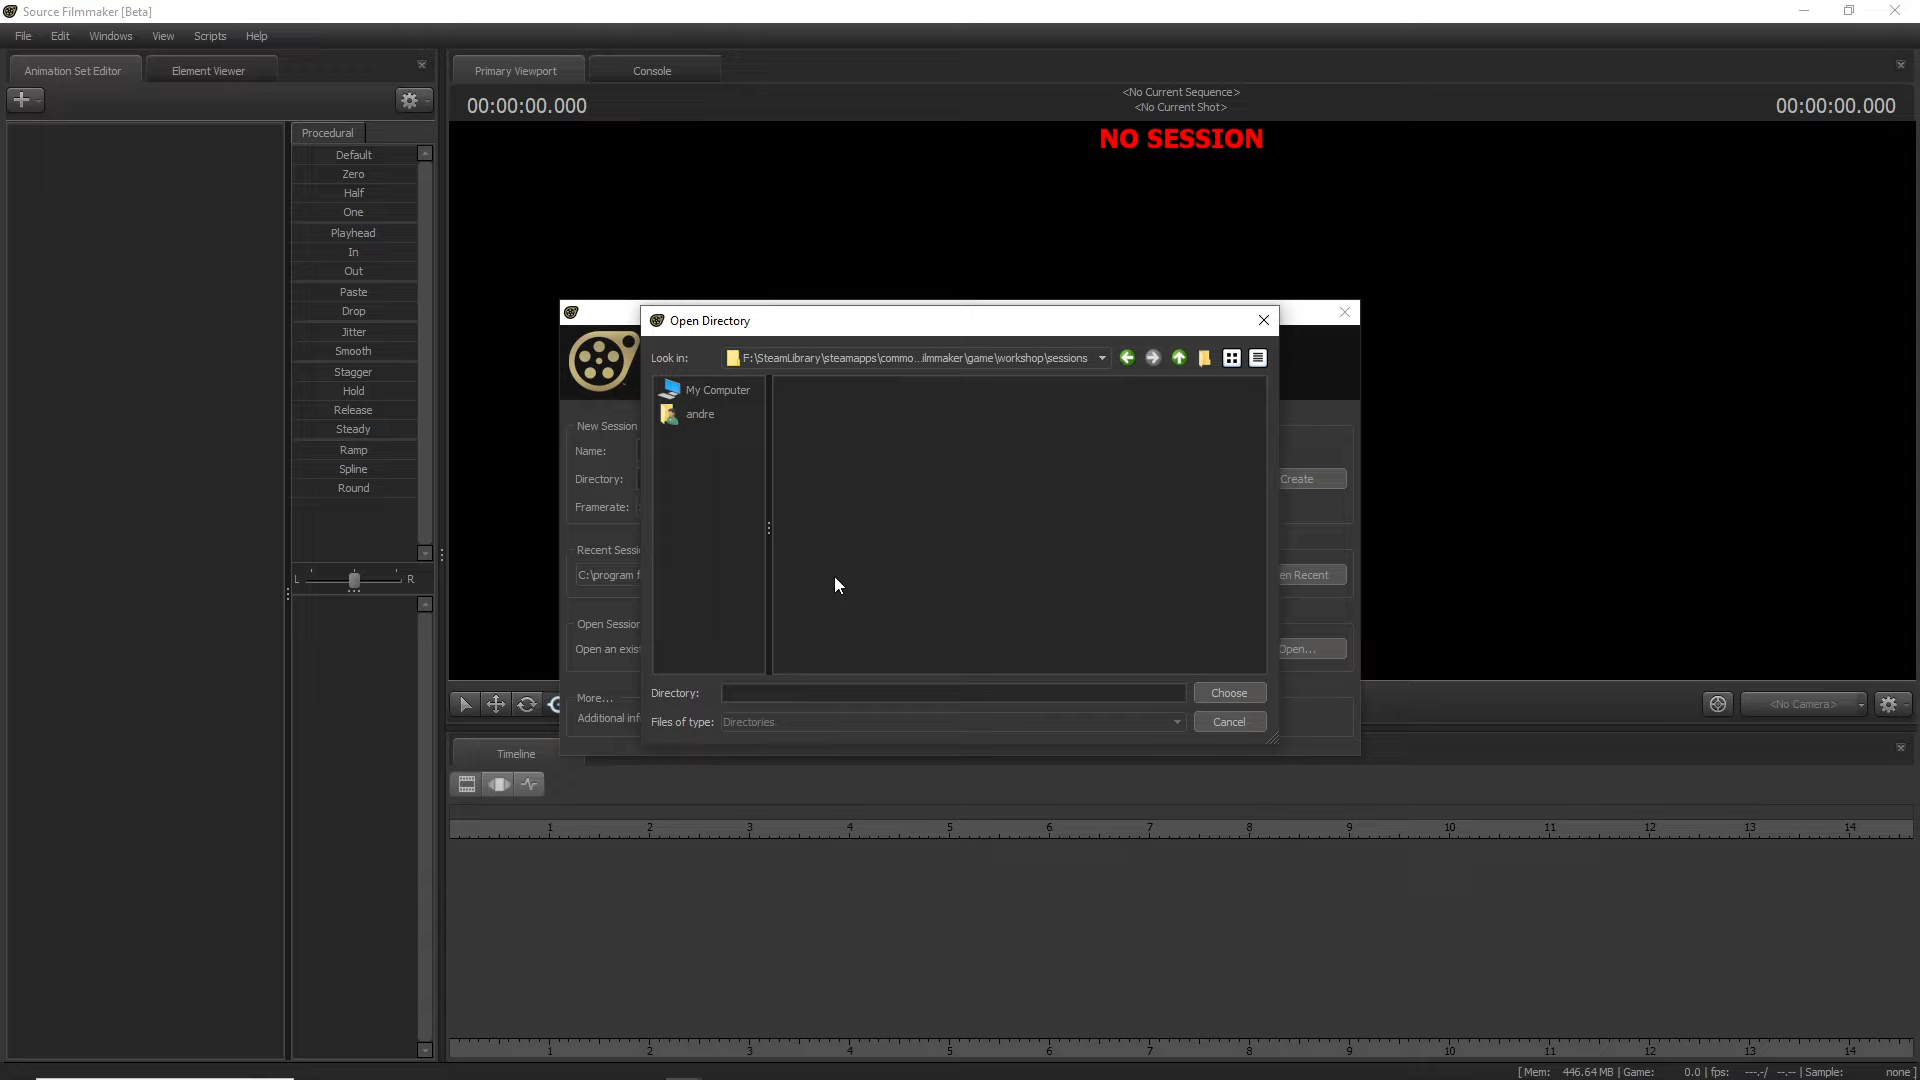 Source Filmmaker [Beta]
File Edit Windows View Scripts Help
Animation Set Editor Element Viewer
Primary Viewport Console
00:00:00.000
<No Current Sequence>
<No Current Shot>
00:00:00.000
NO SESSION
Procedural
Default
Zero
Half
One
Playhead
In
Out
Paste
Drop
Jitter
Smooth
Stagger
Hold
Release
Steady
Ramp
Spline
Round
L R
Open Directory
Look in: F:\SteamLibrary\steamapps\commo...ilmmaker\game\workshop\sessions
My Computer
andre
Directory: Choose
Files of type: Directories Cancel
New Session
Name:
Directory: Create
Framerate:
Recent Sessi
C:\program f en Recent
Open Session
Open an exis Open...
More...
Additional inf
<No Camera>
Timeline
1 2 3 4 5 6 7 8 9 10 11 12 13 14
1 2 3 4 5 6 7 8 9 10 11 12 13 14
[ Mem: 446.64 MB | Game: 0.0 | fps: ---.-/ --.-- | Sample: none ]